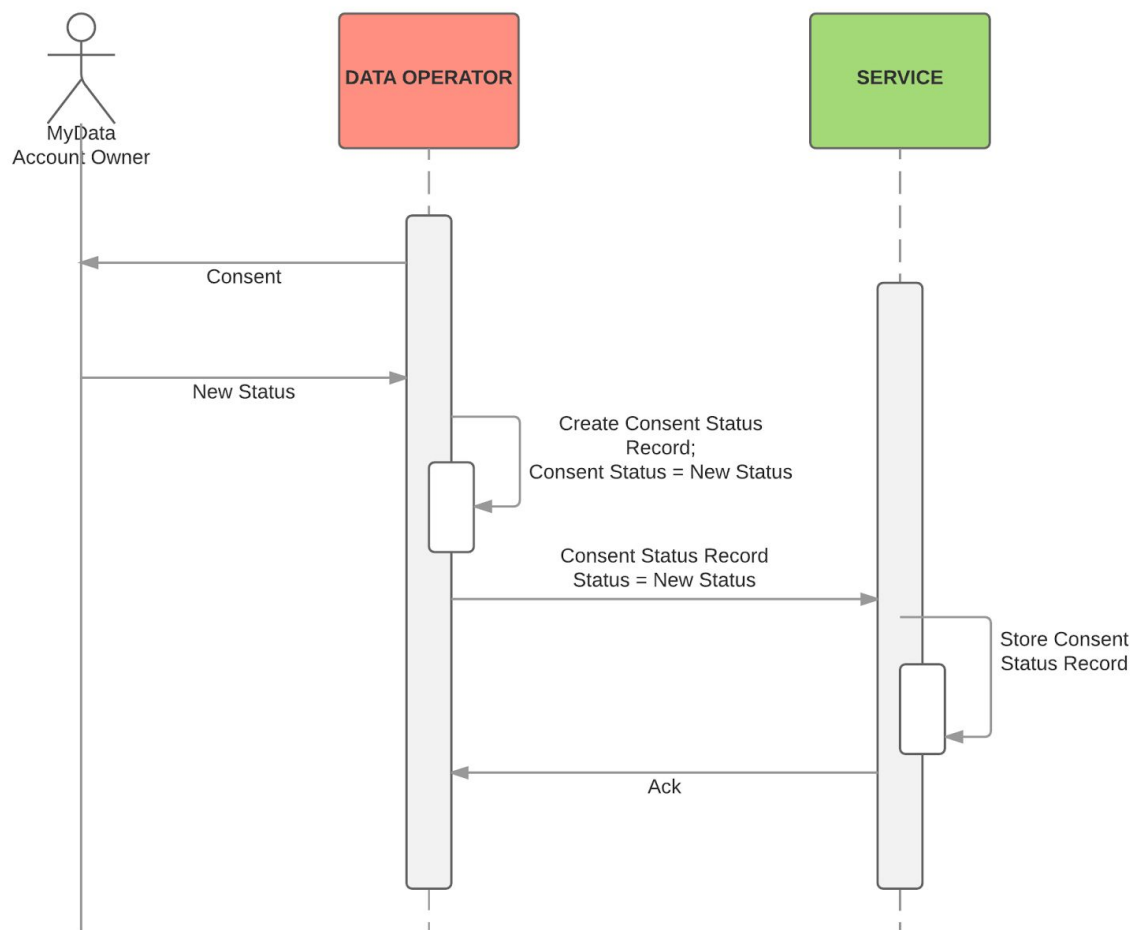 MyData
Account Owner
DATA OPERATOR
SERVICE
Consent
New Status
Create Consent Status
Record;
Consent Status = New Status
Consent Status Record
Status = New Status
Store Consent
Status Record
Ack